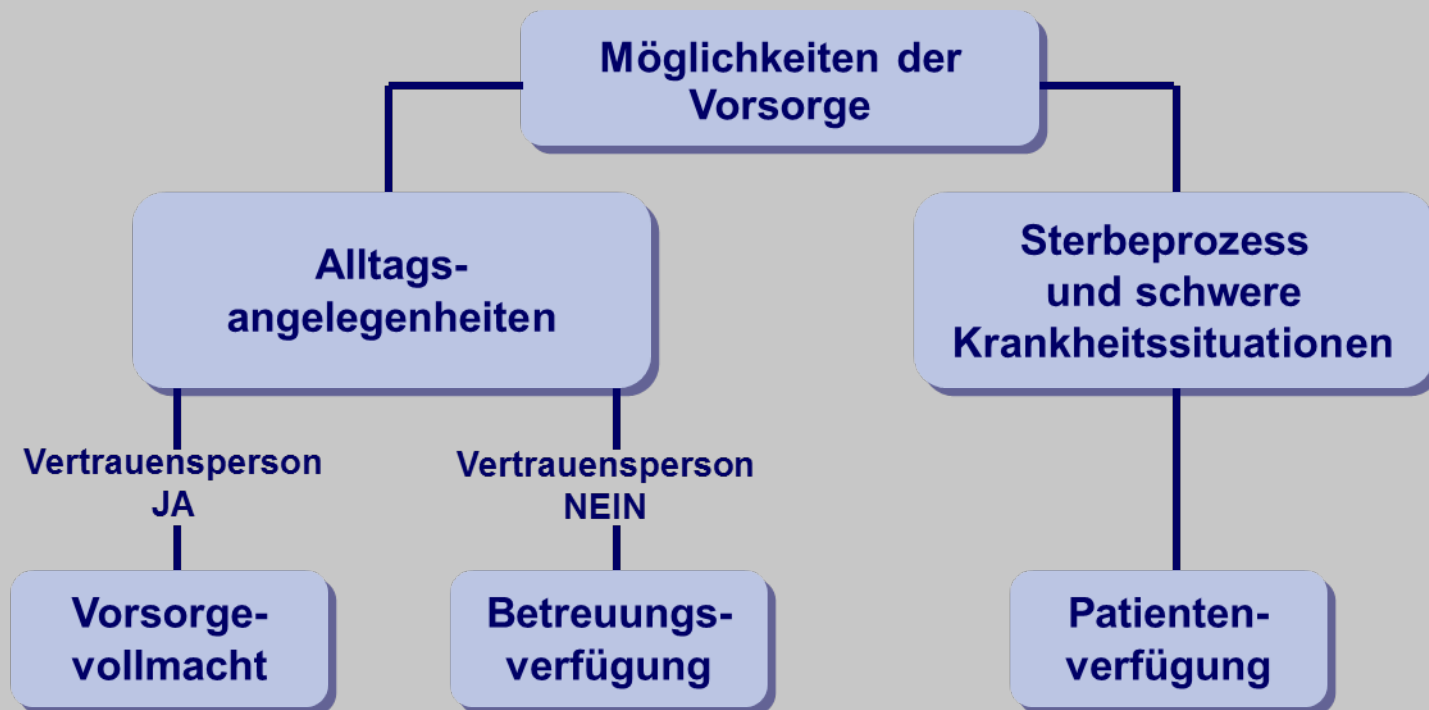 Möglichkeiten der
Vorsorge
Alltags-
angelegenheiten
Sterbeprozess
und schwere
Krankheitssituationen
Vertrauensperson
JA
Vertrauensperson
NEIN
Vorsorge-
vollmacht
Betreuungs-
verfügung
Patienten-
verfügung